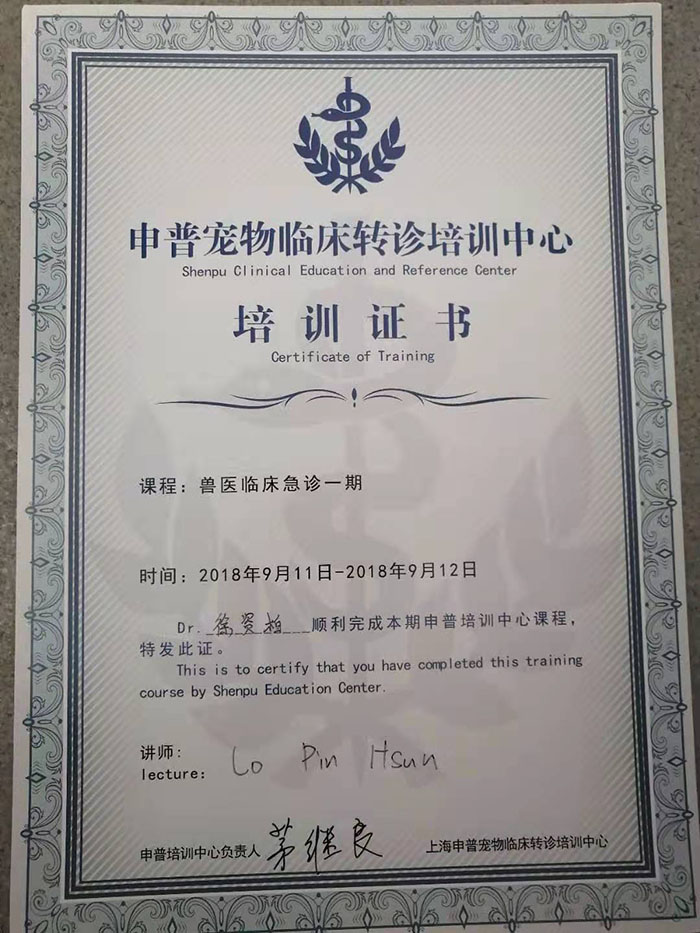 申普宠物临床转诊培训中心
Shenpu Clinical Education and Reference Center
培训证书
Certificate of Training
课程：兽医临床急诊一期
时间：2018年9月11日-2018年9月12日
Dr. 徐贤柏 顺利完成本期申普培训中心课程，
特发此证。
This is to certify that you have completed this training
course by Shenpu Education Center.
讲师：
lecture： Lo Pin Hsun
申普培训中心负责人 茅继良 上海申普宠物临床转诊培训中心